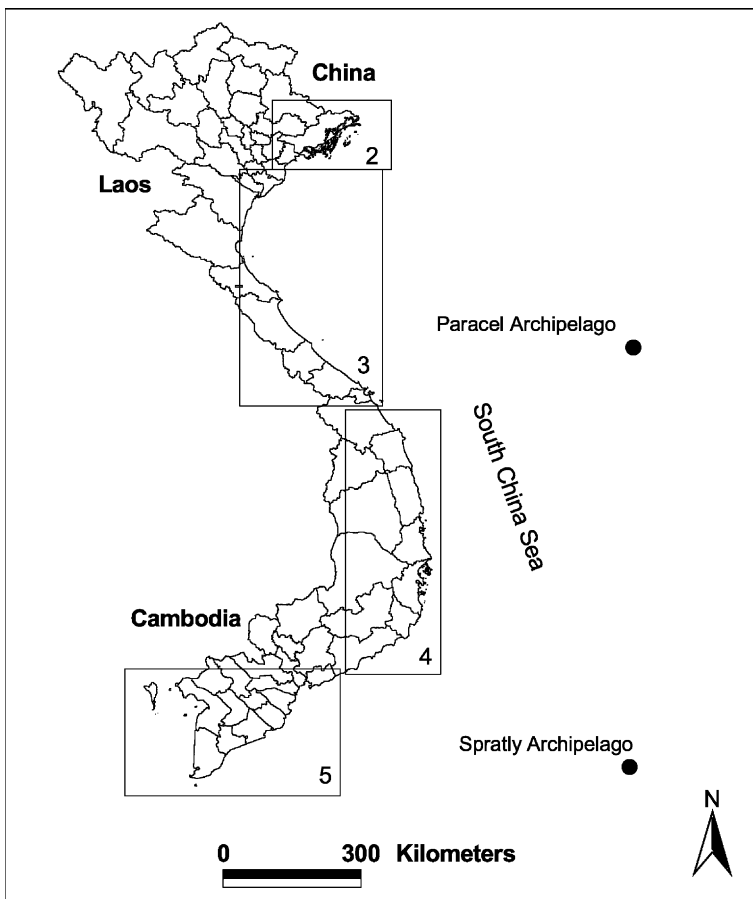 China
2
Laos
Paracel Archipelago
3
South China Sea
Cambodia
4
Spratly Archipelago
5
N
0 300 Kilometers